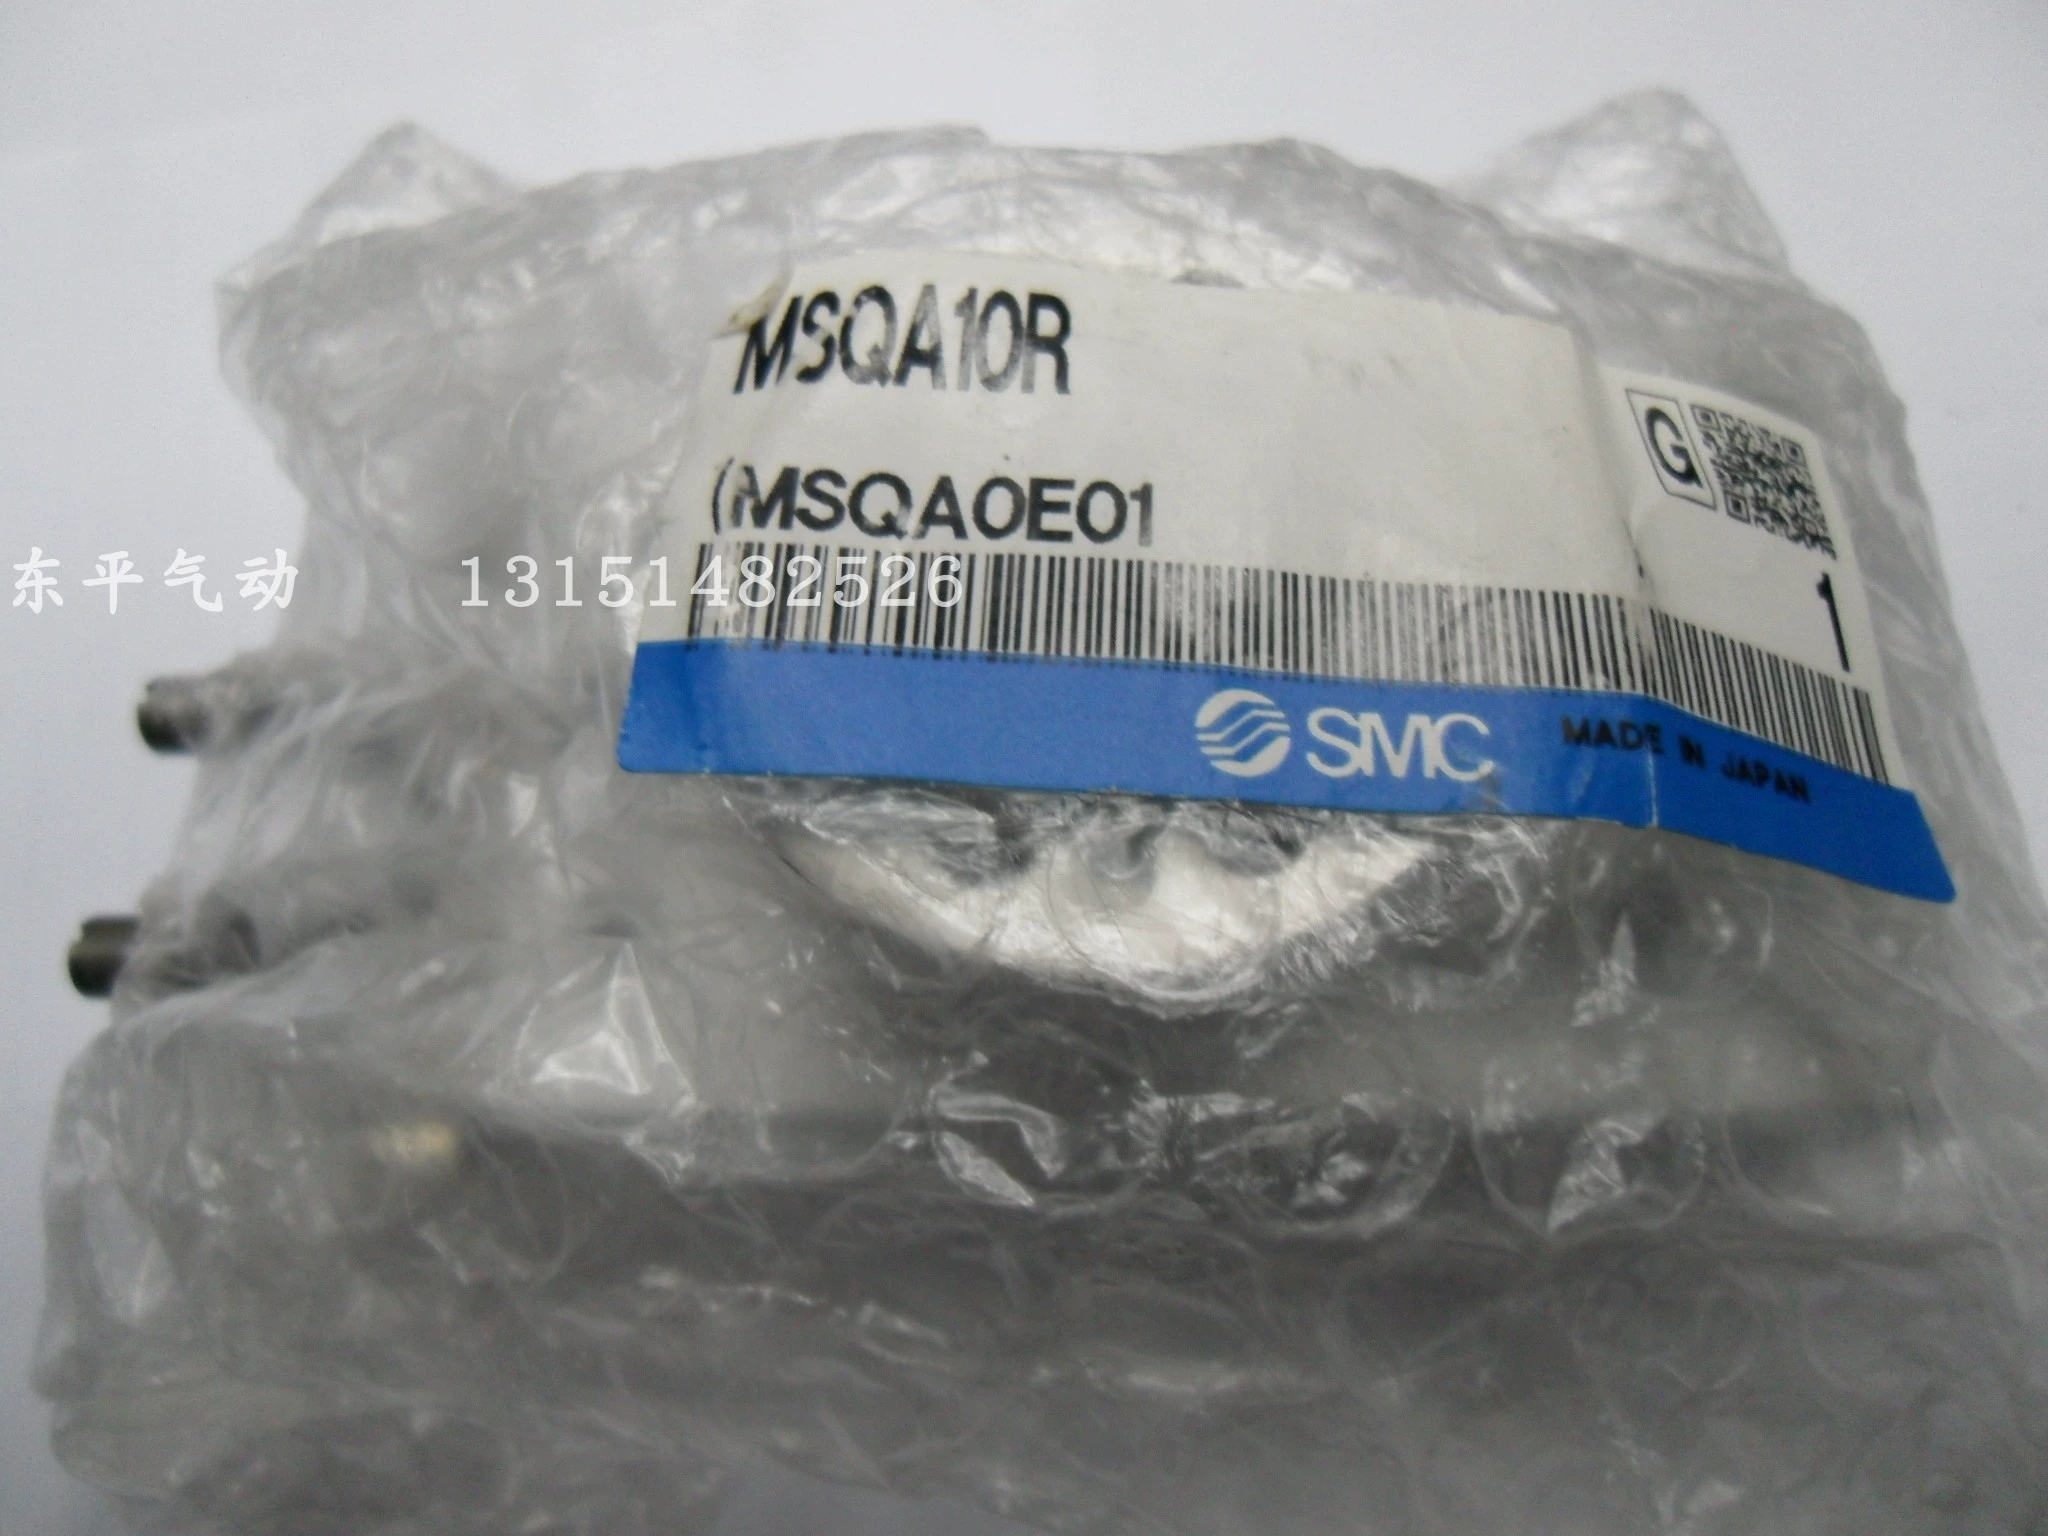 MSQA10R
G
(MSQA0E01
东平气动 13151482526
1
SMC MADE IN JAPAN